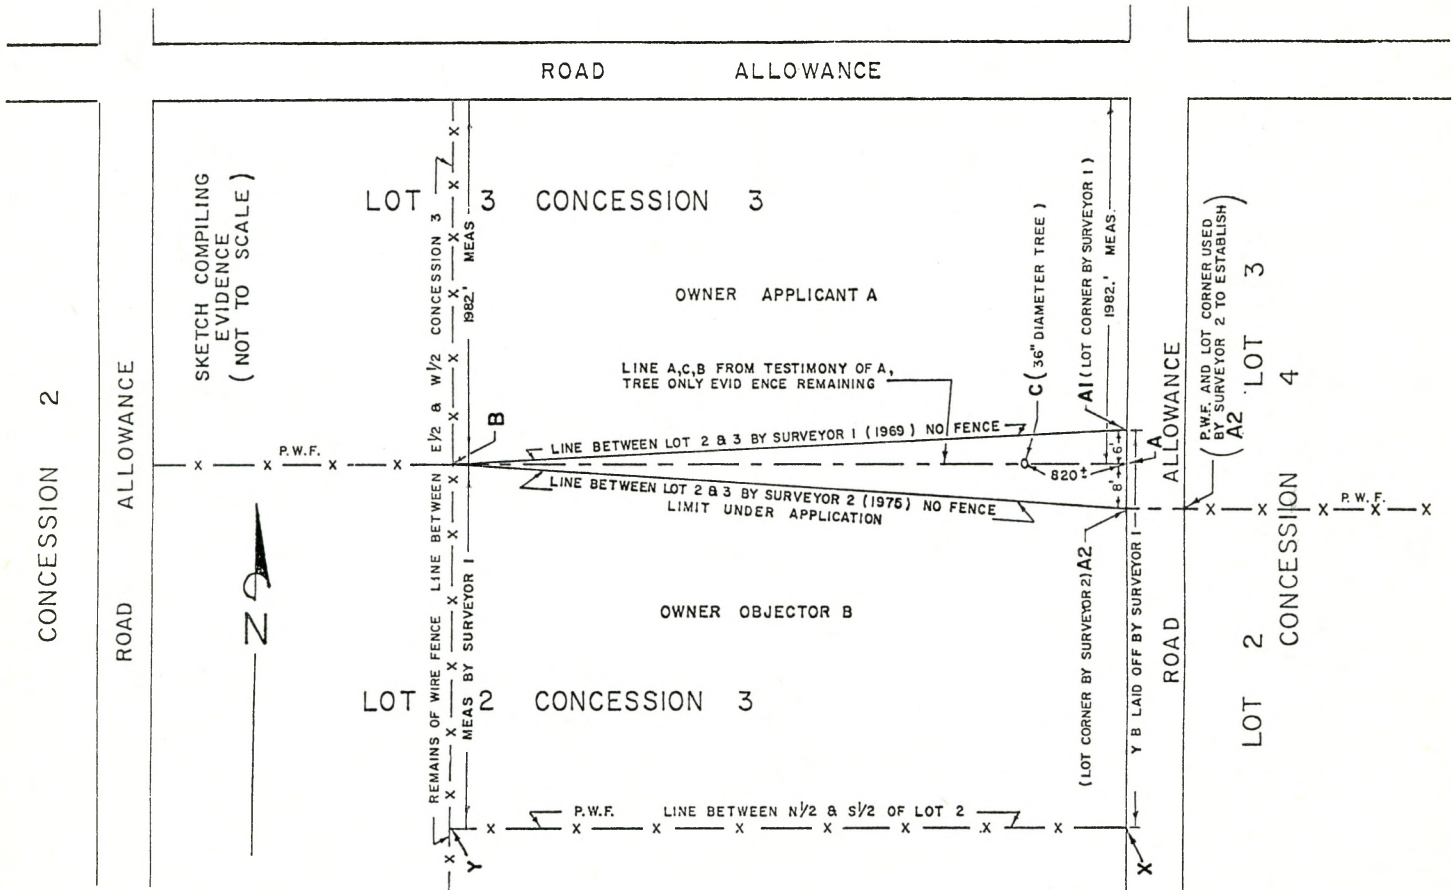 ROAD ALLOWANCE
SKETCH COMPILING
EVIDENCE
(NOT TO SCALE)
CONCESSION 2
ROAD ALLOWANCE
LOT 3 CONCESSION 3
OWNER APPLICANT A
LINE A,C,B FROM TESTIMONY OF A,
TREE ONLY EVIDENCE REMAINING
REMAINS OF WIRE FENCE LINE BETWEEN E1/2 & W1/2 CONCESSION 3
1982.' MEAS
1982.' MEAS.
C (36" DIAMETER TREE)
A1 (LOT CORNER BY SURVEYOR 1)
P.W.F. AND LOT CORNER USED
BY SURVEYOR 2 TO ESTABLISH
A2
LOT 3
CONCESSION 4
B
P.W.F.
LINE BETWEEN LOT 2 & 3 BY SURVEYOR 1 (1969) NO FENCE
820±
6'
8'
A
LINE BETWEEN LOT 2 & 3 BY SURVEYOR 2 (1975) NO FENCE
LIMIT UNDER APPLICATION
P.W.F.
N
OWNER OBJECTOR B
MEAS BY SURVEYOR 1
(LOT CORNER BY SURVEYOR 2) A2
Y B LAID OFF BY SURVEYOR 1
ROAD ALLOWANCE
LOT 2
LOT 2 CONCESSION 3
P.W.F. LINE BETWEEN N1/2 & S1/2 OF LOT 2
Y
X